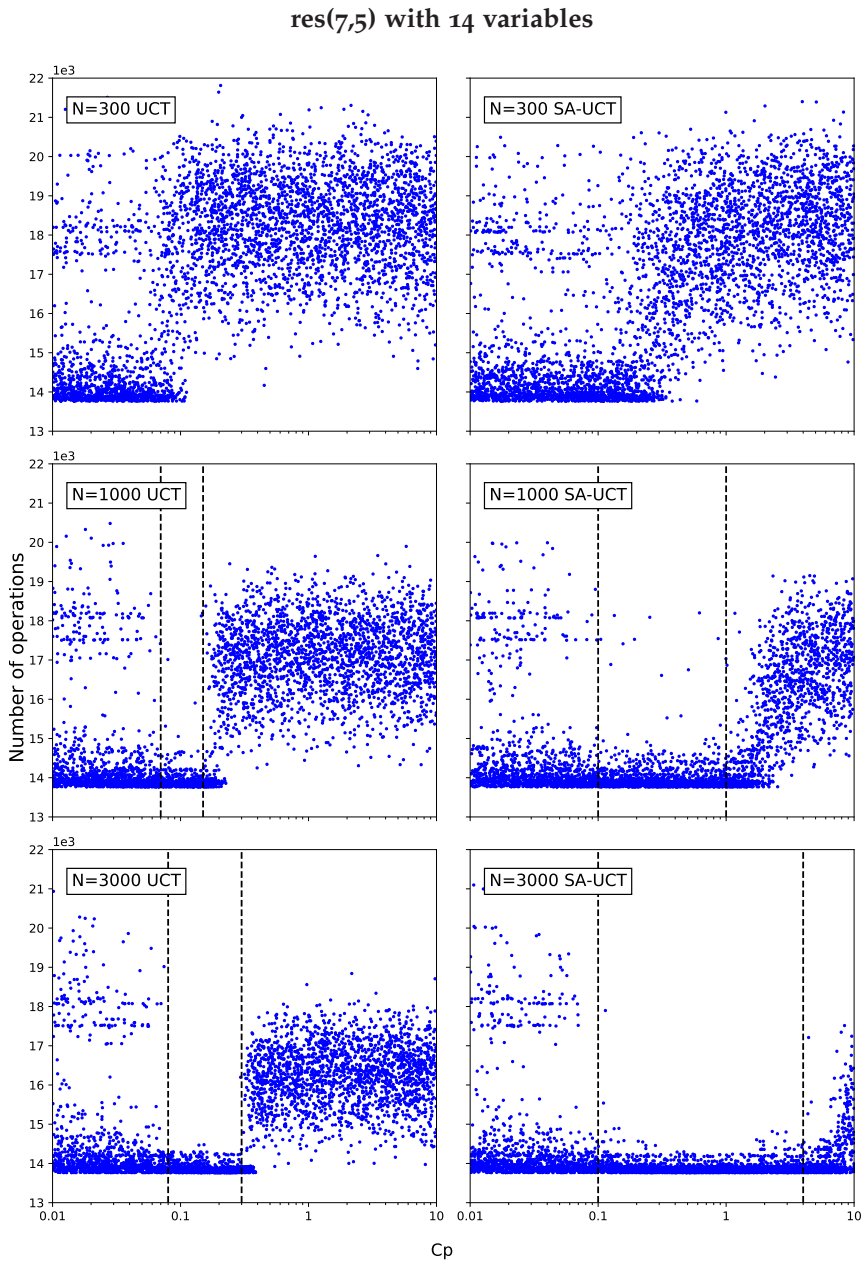 res(7,5) with 14 variables
1e3
22
21
20
19
18
17
16
15
14
13
N=300 UCT
N=300 SA-UCT
1e3
22
21
20
19
18
17
16
15
14
13
N=1000 UCT
N=1000 SA-UCT
Number of operations
1e3
22
21
20
19
18
17
16
15
14
13
N=3000 UCT
N=3000 SA-UCT
0.01 0.1 1 10 0.01 0.1 1 10
Cp